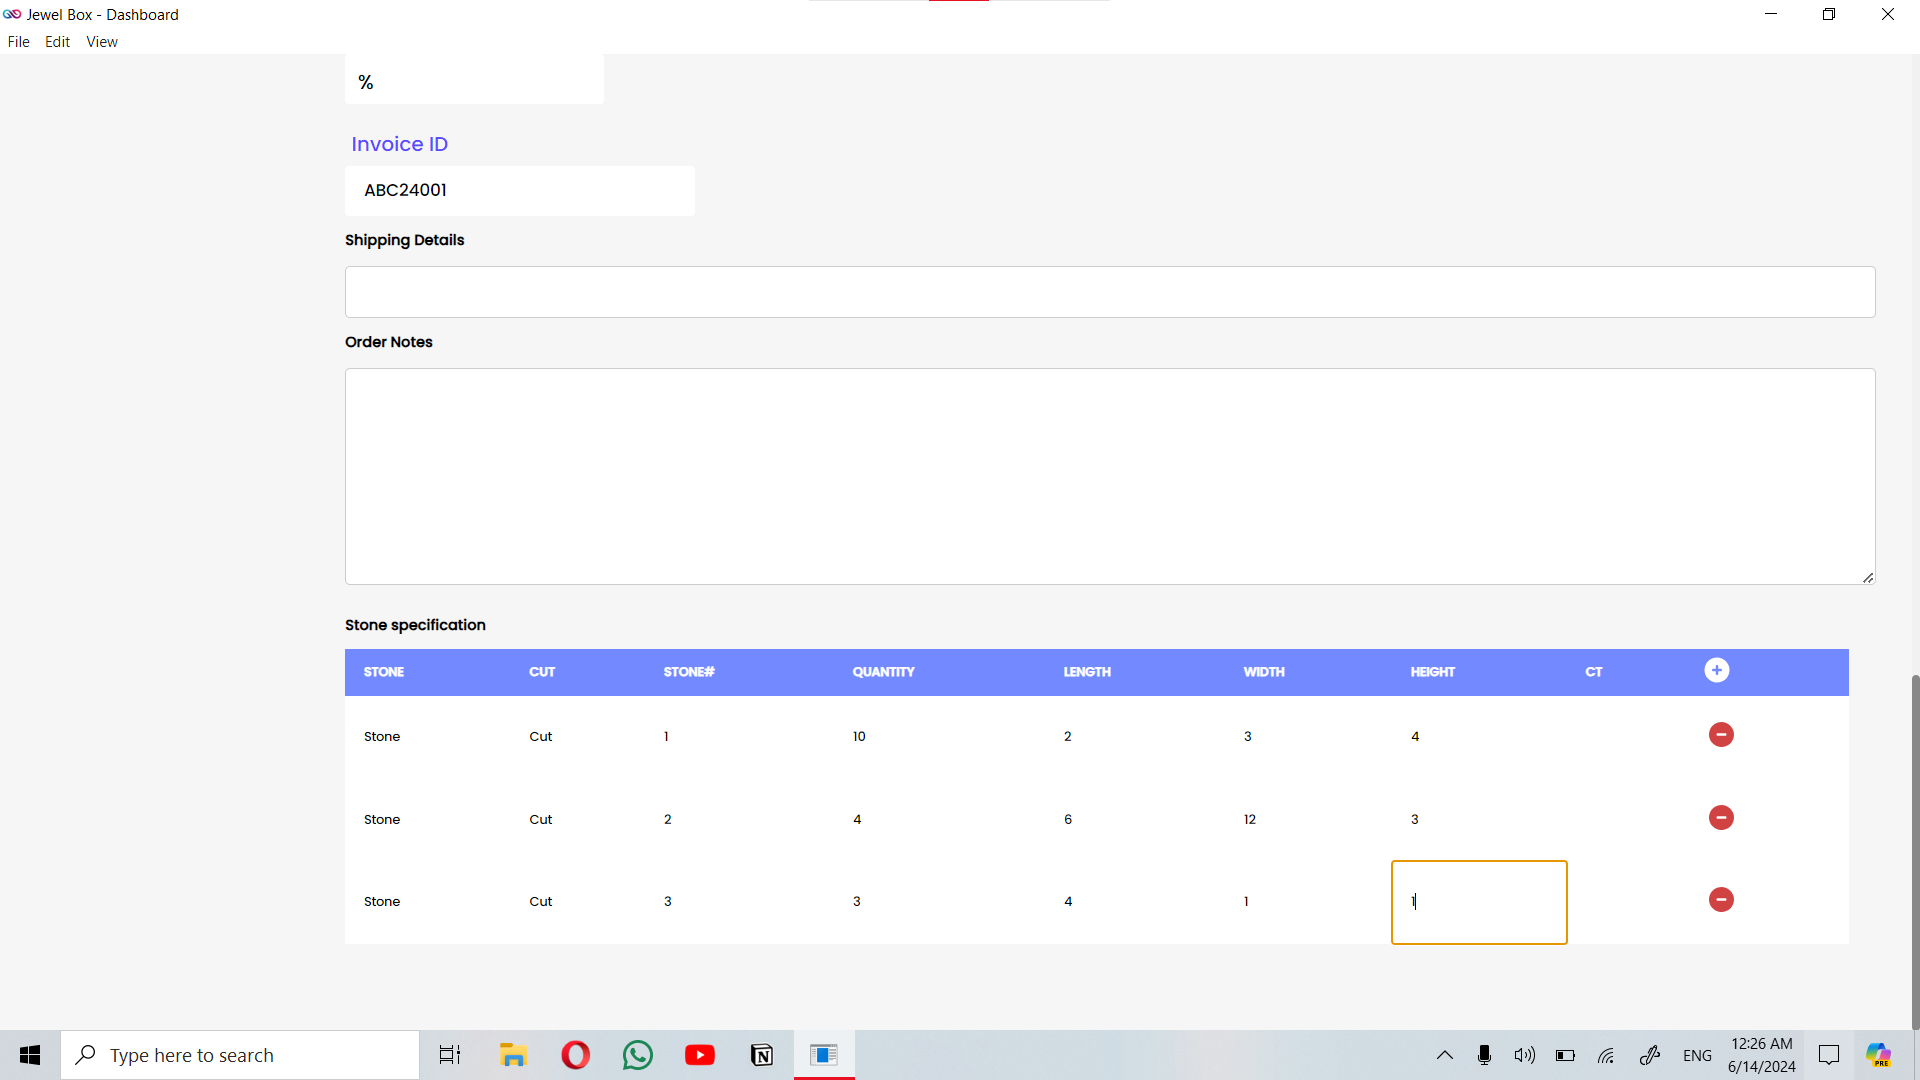 Jewel Box - Dashboard
File Edit View
%
Invoice ID
ABC24001
Shipping Details
Order Notes
Stone specification
STONE CUT STONE# QUANTITY LENGTH WIDTH HEIGHT CT
Stone Cut 1 10 2 3 4
Stone Cut 2 4 6 12 3
Stone Cut 3 3 4 1 1
Type here to search
ENG
12:26 AM
6/14/2024
PRE